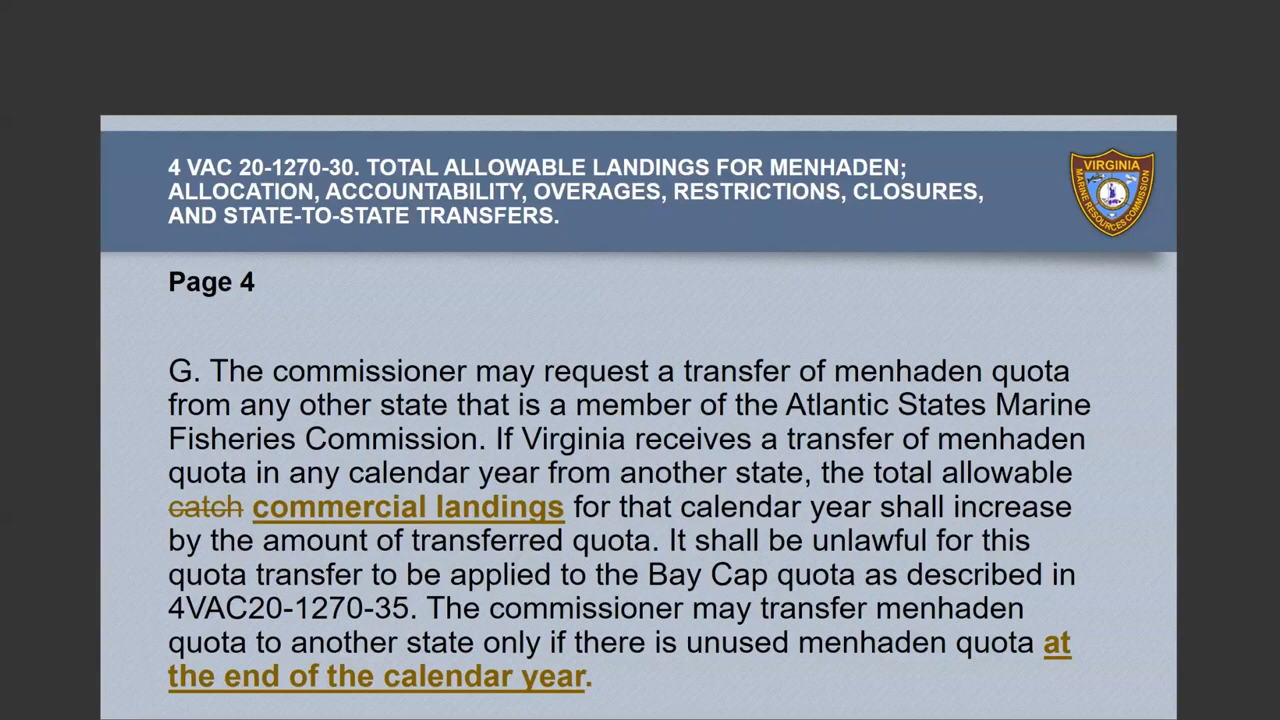 4 VAC 20-1270-30. TOTAL ALLOWABLE LANDINGS FOR MENHADEN;
ALLOCATION, ACCOUNTABILITY, OVERAGES, RESTRICTIONS, CLOSURES,
AND STATE-TO-STATE TRANSFERS.
VIRGINIA
MARINE RESOURCES COMMISSION
Page 4
G. The commissioner may request a transfer of menhaden quota
from any other state that is a member of the Atlantic States Marine
Fisheries Commission. If Virginia receives a transfer of menhaden
quota in any calendar year from another state, the total allowable
catch commercial landings for that calendar year shall increase
by the amount of transferred quota. It shall be unlawful for this
quota transfer to be applied to the Bay Cap quota as described in
4VAC20-1270-35. The commissioner may transfer menhaden
quota to another state only if there is unused menhaden quota at
the end of the calendar year.